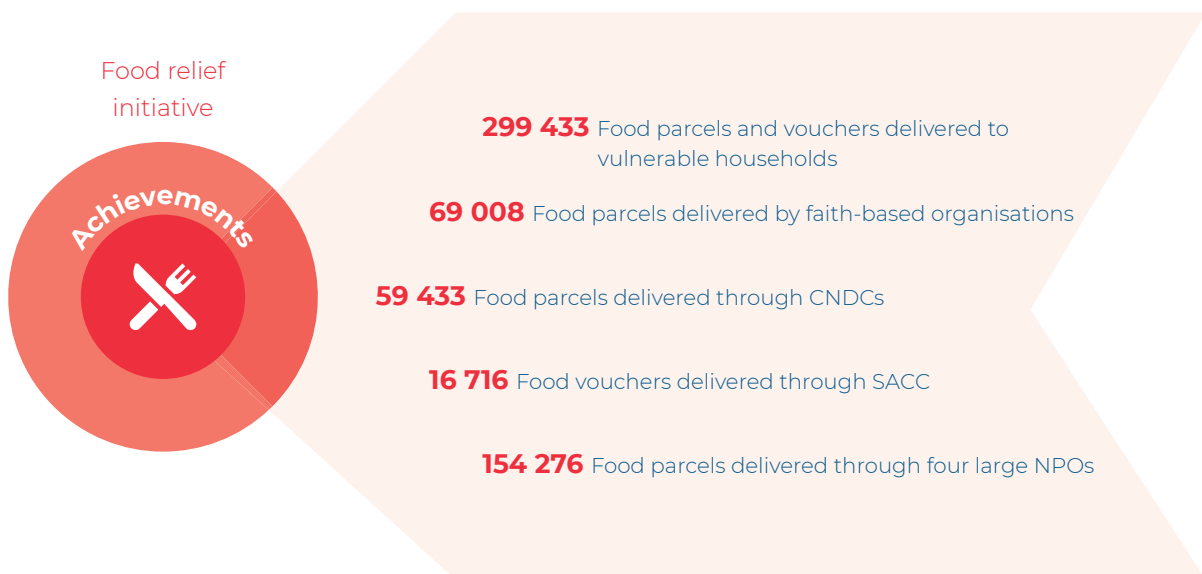 Food relief
initiative
Achievements
299 433 Food parcels and vouchers delivered to
vulnerable households
69 008 Food parcels delivered by faith-based organisations
59 433 Food parcels delivered through CNDCs
16 716 Food vouchers delivered through SACC
154 276 Food parcels delivered through four large NPOs